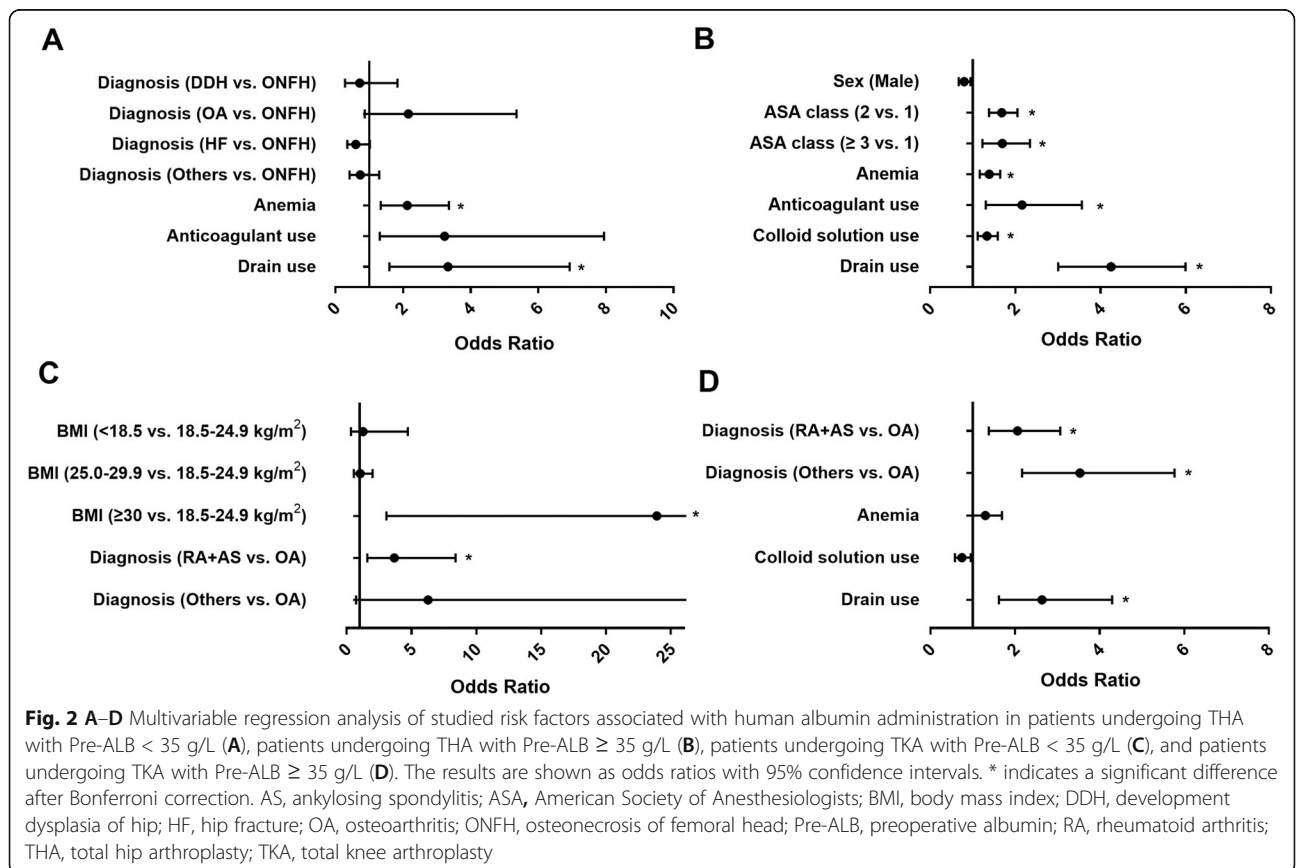 A
Diagnosis (DDH vs. ONFH)
Diagnosis (OA vs. ONFH)
Diagnosis (HF vs. ONFH)
Diagnosis (Others vs. ONFH)
Anemia
*
Anticoagulant use
Drain use
*
0 2 4 6 8 10
Odds Ratio
B
Sex (Male)
ASA class (2 vs. 1)
*
ASA class (≥ 3 vs. 1)
*
Anemia
*
Anticoagulant use
*
Colloid solution use
*
Drain use
*
0 2 4 6 8
Odds Ratio
C
BMI (<18.5 vs. 18.5-24.9 kg/m²)
BMI (25.0-29.9 vs. 18.5-24.9 kg/m²)
BMI (≥30 vs. 18.5-24.9 kg/m²)
*
Diagnosis (RA+AS vs. OA)
*
Diagnosis (Others vs. OA)
0 5 10 15 20 25
Odds Ratio
D
Diagnosis (RA+AS vs. OA)
*
Diagnosis (Others vs. OA)
*
Anemia
Colloid solution use
Drain use
*
0 2 4 6 8
Odds Ratio
Fig. 2 A–D Multivariable regression analysis of studied risk factors associated with human albumin administration in patients undergoing THA
with Pre-ALB < 35 g/L (A), patients undergoing THA with Pre-ALB ≥ 35 g/L (B), patients undergoing TKA with Pre-ALB < 35 g/L (C), and patients
undergoing TKA with Pre-ALB ≥ 35 g/L (D). The results are shown as odds ratios with 95% confidence intervals. * indicates a significant difference
after Bonferroni correction. AS, ankylosing spondylitis; ASA, American Society of Anesthesiologists; BMI, body mass index; DDH, development
dysplasia of hip; HF, hip fracture; OA, osteoarthritis; ONFH, osteonecrosis of femoral head; Pre-ALB, preoperative albumin; RA, rheumatoid arthritis;
THA, total hip arthroplasty; TKA, total knee arthroplasty